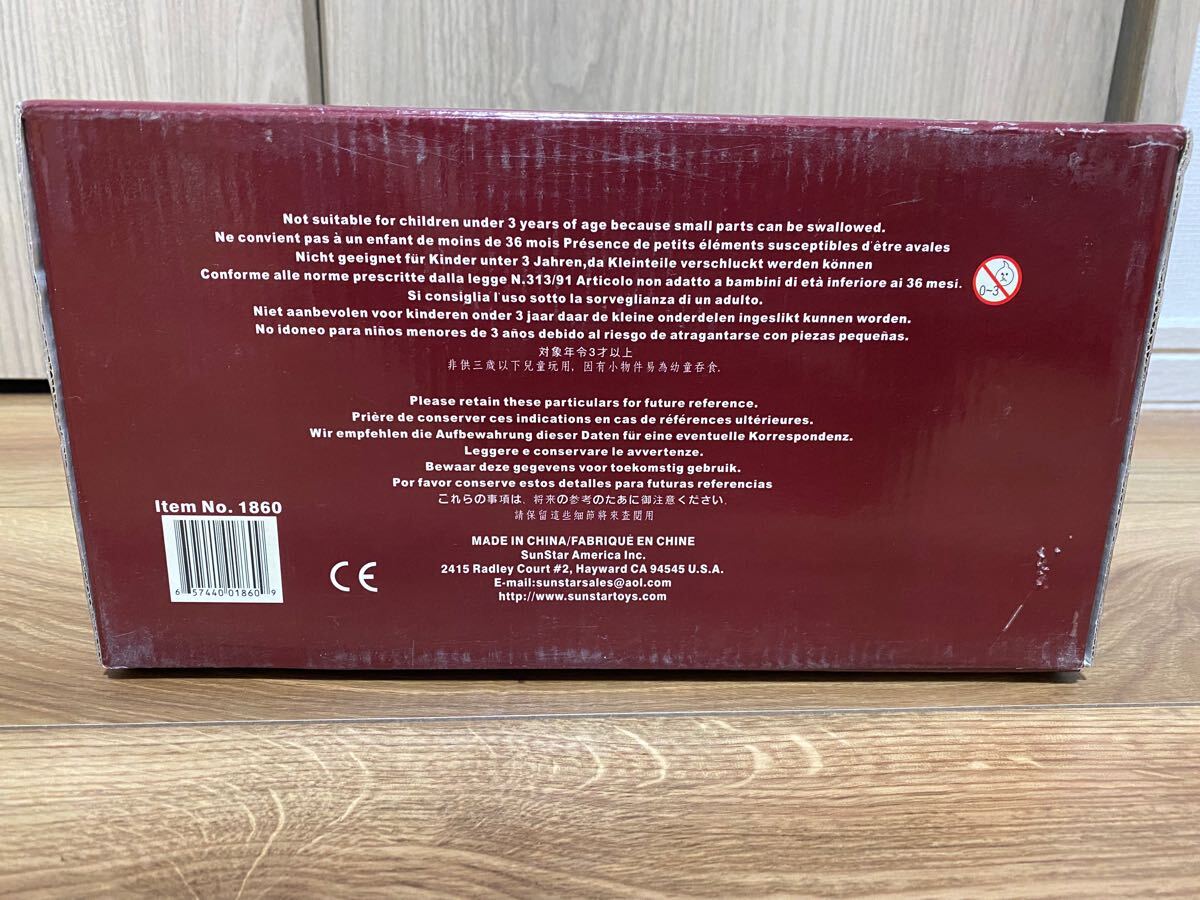 Not suitable for children under 3 years of age because small parts can be swallowed.
Ne convient pas à un enfant de moins de 36 mois Présence de petits éléments susceptibles d'être avales
Nicht geeignet für Kinder unter 3 Jahren,da Kleinteile verschluckt werden können
Conforme alle norme prescritte dalla legge N.313/91 Articolo non adatto a bambini di età inferiore ai 36 mesi.
Si consiglia l'uso sotto la sorveglianza di un adulto.
Niet aanbevolen voor kinderen onder 3 jaar daar de kleine onderdelen ingeslikt kunnen worden.
No idoneo para niños menores de 3 años debido al riesgo de atragantarse con piezas pequeñas.
対象年令3才以上
非供三歲以下兒童玩用，因有小物件易為幼童吞食.
0~3
Please retain these particulars for future reference.
Prière de conserver ces indications en cas de références ultérieures.
Wir empfehlen die Aufbewahrung dieser Daten für eine eventuelle Korrespondenz.
Leggere e conservare le avvertenze.
Bewaar deze gegevens voor toekomstig gebruik.
Por favor conserve estos detalles para futuras referencias
これらの事項は、将来の参考のたあに御注意ください.
請保留這些細節將來查閱用
Item No. 1860
6 57440 01860 9
CE
MADE IN CHINA/FABRIQUÉ EN CHINE
SunStar America Inc.
2415 Radley Court #2, Hayward CA 94545 U.S.A.
E-mail:sunstarsales@aol.com
http://www.sunstartoys.com